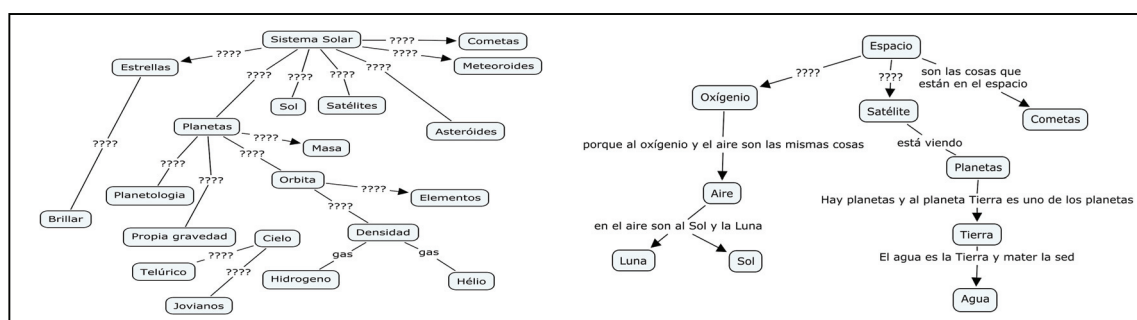 Sistema Solar
????
Cometas
????
Meteoroides
????
Estrellas
????
????
????
????
Sol
Satélites
Asteróides
????
Planetas
????
Masa
????
????
????
Planetologia
Orbita
????
Elementos
????
Brillar
Propia gravedad
Cielo
Densidad
????
Telúrico
????
gas
gas
Hidrogeno
Hélio
Jovianos
Espacio
????
????
son las cosas que
están en el espacio
Oxígenio
Satélite
Cometas
porque al oxígenio y el aire son las mismas cosas
está viendo
Planetas
Aire
Hay planetas y al planeta Tierra es uno de los planetas
en el aire son al Sol y la Luna
Tierra
Luna
Sol
El agua es la Tierra y mater la sed
Agua